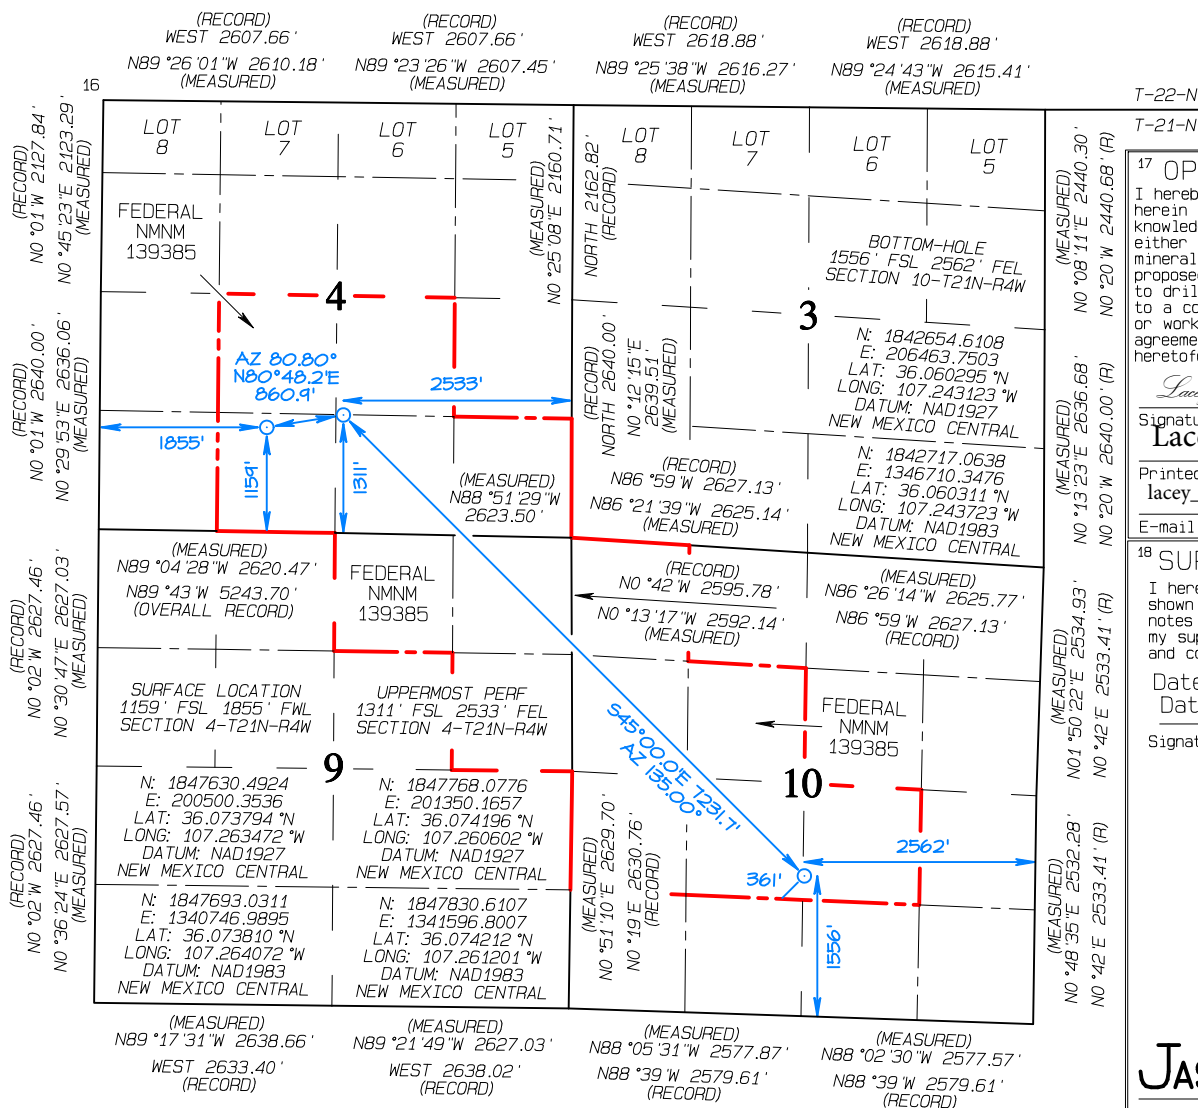 (RECORD)
WEST 2607.66'
N89°26'01"W 2610.18'
(MEASURED)
(RECORD)
WEST 2607.66'
N89°23'26"W 2607.45'
(MEASURED)
(RECORD)
WEST 2618.88'
N89°25'38"W 2616.27'
(MEASURED)
(RECORD)
WEST 2618.88'
N89°24'43"W 2615.41'
(MEASURED)
16
T-22-N
T-21-N
(RECORD)
N0°01'W 2127.84'
N0°45'23"E 2123.29'
(MEASURED)
LOT
8
LOT
7
LOT
6
LOT
5
(MEASURED)
N0°25'08"E 2160.71'
NORTH 2162.82'
(RECORD)
LOT
8
LOT
7
LOT
6
LOT
5
(MEASURED)
N0°08'11"E 2440.30'
N0°20'W 2440.68'(R)
FEDERAL
NMNM
139385
4
3
BOTTOM-HOLE
1556' FSL 2562' FEL
SECTION 10-T21N-R4W
N: 1842654.6108
E: 206463.7503
LAT: 36.060295°N
LONG: 107.243123°W
DATUM: NAD1927
NEW MEXICO CENTRAL
N: 1842717.0638
E: 1346710.3476
LAT: 36.060311°N
LONG: 107.243723°W
DATUM: NAD1983
NEW MEXICO CENTRAL
(RECORD)
N0°01'W 2640.00'
N0°29'53"E 2636.06'
(MEASURED)
AZ 80.80°
N80°48.2'E
860.9'
2533'
1855'
1159'
1311'
(RECORD)
NORTH 2640.00'
N0°12'15"E
2639.51'
(MEASURED)
(MEASURED)
N88°51'29"W
2623.50'
(RECORD)
N86°59'W 2627.13'
N86°21'39"W 2625.14'
(MEASURED)
(MEASURED)
N0°13'23"E 2636.68'
N0°20'W 2640.00'(R)
(MEASURED)
N89°04'28"W 2620.47'
N89°43'W 5243.70'
(OVERALL RECORD)
FEDERAL
NMNM
139385
(RECORD)
N0°42'W 2595.78'
N0°13'17"W 2592.14'
(MEASURED)
(MEASURED)
N86°26'14"W 2625.77'
N86°59'W 2627.13'
(RECORD)
(RECORD)
N0°02'W 2627.46'
N0°30'47"E 2627.03'
(MEASURED)
SURFACE LOCATION
1159' FSL 1855' FWL
SECTION 4-T21N-R4W
UPPERMOST PERF
1311' FSL 2533' FEL
SECTION 4-T21N-R4W
S45°00.0'E 7231.7'
AZ 135.00°
FEDERAL
NMNM
139385
(MEASURED)
N01°50'22"E 2534.93'
N0°42'E 2533.41'(R)
9
10
N: 1847630.4924
E: 200500.3536
LAT: 36.073794°N
LONG: 107.263472°W
DATUM: NAD1927
NEW MEXICO CENTRAL
N: 1847768.0776
E: 201350.1657
LAT: 36.074196°N
LONG: 107.260602°W
DATUM: NAD1927
NEW MEXICO CENTRAL
N: 1847693.0311
E: 1340746.9895
LAT: 36.073810°N
LONG: 107.264072°W
DATUM: NAD1983
NEW MEXICO CENTRAL
N: 1847830.6107
E: 1341596.8007
LAT: 36.074212°N
LONG: 107.261201°W
DATUM: NAD1983
NEW MEXICO CENTRAL
(RECORD)
N0°02'W 2627.46'
N0°36'24"E 2627.57'
(MEASURED)
(MEASURED)
N0°51'10"E 2629.70'
N0°19'E 2630.76'
(RECORD)
2562'
361'
1556'
(MEASURED)
N0°48'35"E 2532.28'
N0°42'E 2533.41'(R)
(MEASURED)
N89°17'31"W 2638.66'
WEST 2633.40'
(RECORD)
(MEASURED)
N89°21'49"W 2627.03'
WEST 2638.02'
(RECORD)
(MEASURED)
N88°05'31"W 2577.87'
N88°39'W 2579.61'
(RECORD)
(MEASURED)
N88°02'30"W 2577.57'
N88°39'W 2579.61'
(RECORD)
17 OP
I hereb
herein
knowled
either
mineral
propose
to dril
to a co
or work
agreeme
heretof
Lace
Signatu
Lace
Printed
lacey_
E-mail
18 SUR
I here
shown
notes
my sup
and co
Date
Dat
Signat
JAS